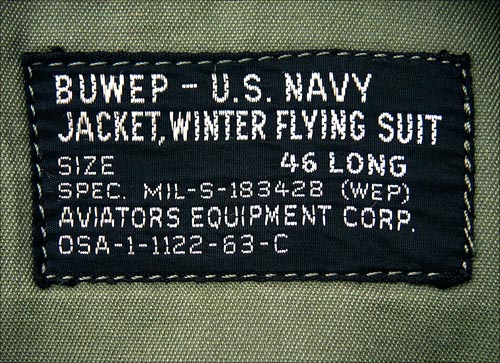 BUWEP - U.S. NAVY
JACKET, WINTER FLYING SUIT
SIZE 46 LONG
SPEC. MIL-S-18342B (WEP)
AVIATORS EQUIPMENT CORP.
OSA-1-1122-63-C